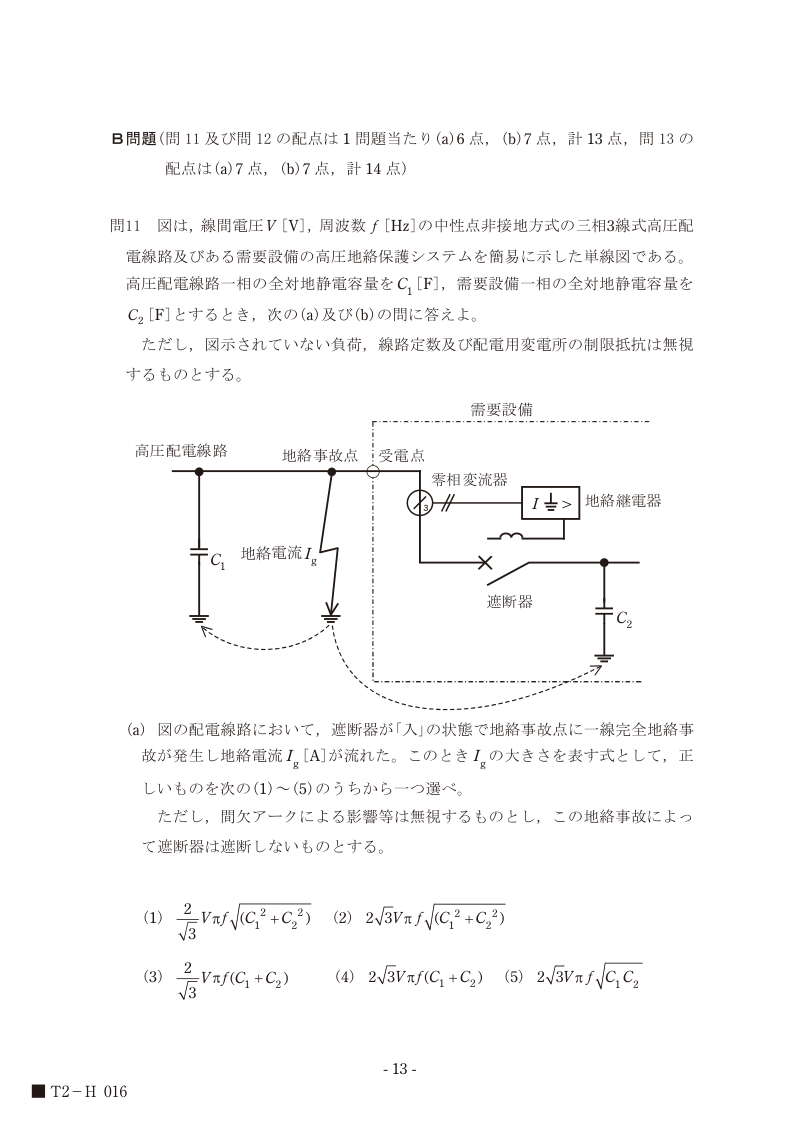 B問題(問 11 及び問 12 の配点は 1 問題当たり(a)6 点，(b)7 点，計 13 点，問 13 の
配点は(a)7 点，(b)7 点，計 14 点)
問11　図は，線間電圧V [V]，周波数 f [Hz]の中性点非接地方式の三相3線式高圧配
電線路及びある需要設備の高圧地絡保護システムを簡易に示した単線図である。
高圧配電線路一相の全対地静電容量をC₁ [F]，需要設備一相の全対地静電容量を
C₂ [F]とするとき，次の(a)及び(b)の問に答えよ。
ただし，図示されていない負荷，線路定数及び配電用変電所の制限抵抗は無視
するものとする。
需要設備
高圧配電線路
地絡事故点
受電点
零相変流器
3
I >
地絡継電器
C₁
地絡電流 I_g
遮断器
C₂
(a) 図の配電線路において，遮断器が「入」の状態で地絡事故点に一線完全地絡事
故が発生し地絡電流 I_g [A]が流れた。このとき I_g の大きさを表す式として，正
しいものを次の(1)～(5)のうちから一つ選べ。
ただし，間欠アークによる影響等は無視するものとし，この地絡事故によっ
て遮断器は遮断しないものとする。
(1) 2/√3 Vπf√(C₁²+C₂²)　(2) 2√3Vπf√(C₁²+C₂²)
(3) 2/√3 Vπf(C₁+C₂)　(4) 2√3Vπf(C₁+C₂)　(5) 2√3Vπf√C₁C₂
- 13 -
■ T2－H 016